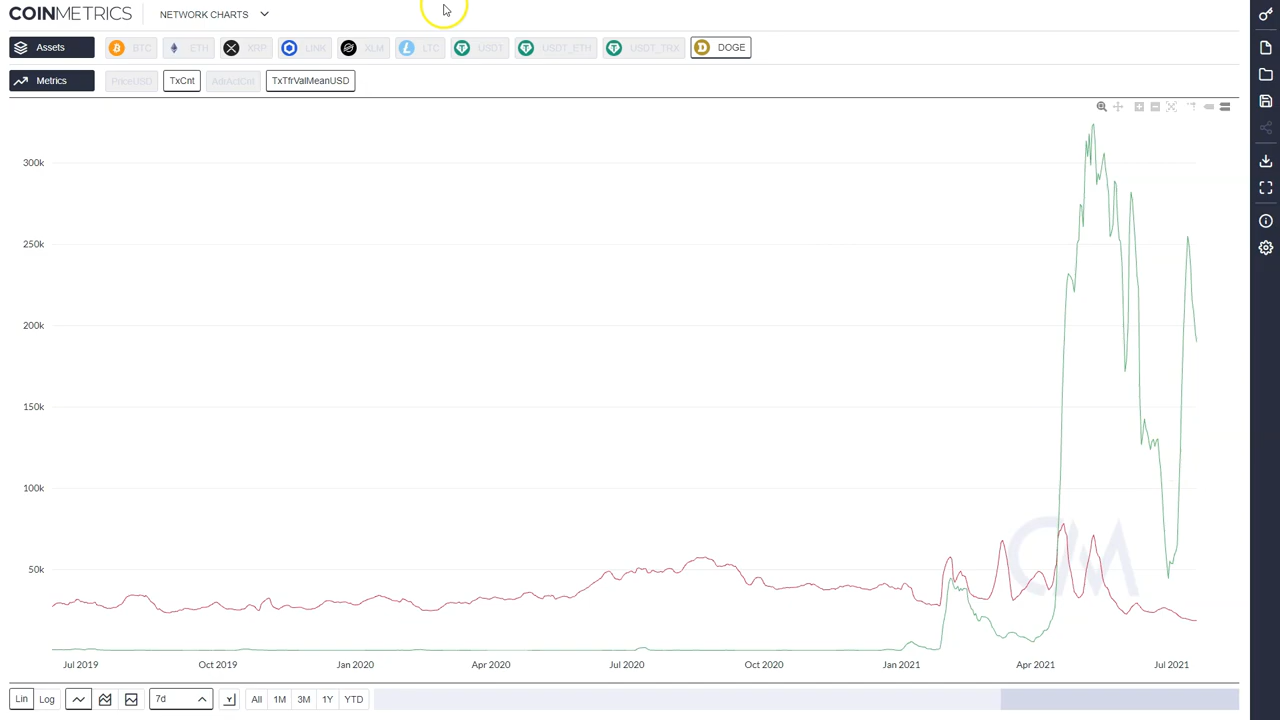 COINMETRICS NETWORK CHARTS
Assets BTC ETH XRP LINK XLM LTC USDT USDT_ETH USDT_TRX DOGE
Metrics PriceUSD TxCnt AdrActCnt TxTfrValMeanUSD
300k
250k
200k
150k
100k
50k
CM
Jul 2019 Oct 2019 Jan 2020 Apr 2020 Jul 2020 Oct 2020 Jan 2021 Apr 2021 Jul 2021
Lin Log 7d All 1M 3M 1Y YTD